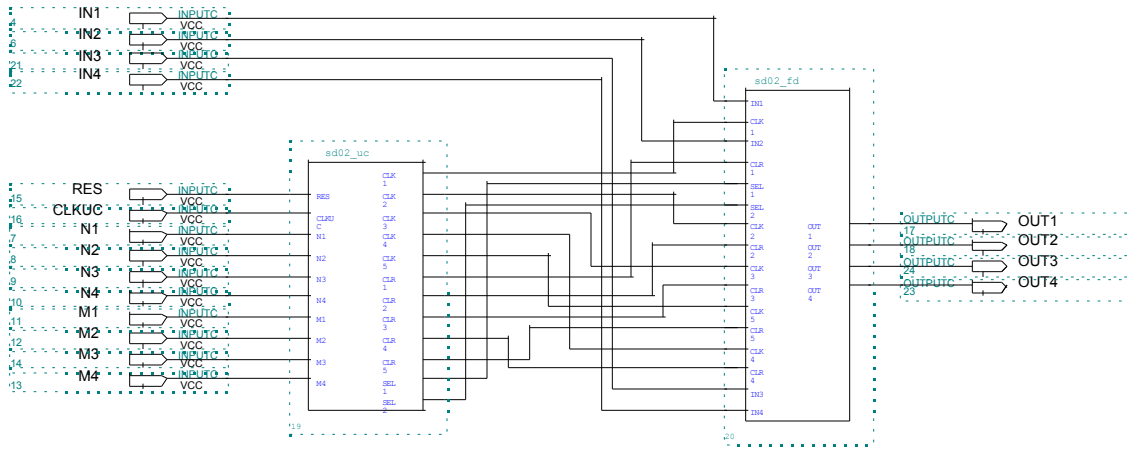 IN1 INPUTC
4 VCC
IN2 INPUTC
6 VCC
IN3 INPUTC
21 VCC
IN4 INPUTC
22 VCC
RES INPUTC
15 VCC
CLKUC INPUTC
16 VCC
N1 INPUTC
7 VCC
N2 INPUTC
8 VCC
N3 INPUTC
9 VCC
N4 INPUTC
10 VCC
M1 INPUTC
11 VCC
M2 INPUTC
12 VCC
M3 INPUTC
14 VCC
M4 INPUTC
13 VCC
sd02_uc
RES
CLKU
C
N1
N2
N3
N4
M1
M2
M3
M4
CLK
1
CLK
2
CLK
3
CLK
4
CLK
5
CLR
1
CLR
2
CLR
3
CLR
4
CLR
5
SEL
1
SEL
2
19
sd02_fd
IN1
CLK
1
IN2
CLR
1
SEL
1
SEL
2
CLK
2
CLR
2
CLK
3
CLR
3
CLK
5
CLR
5
CLK
4
CLR
4
IN3
IN4
OUT
1
OUT
2
OUT
3
OUT
4
20
OUTPUTC OUT1
17
OUTPUTC OUT2
18
OUTPUTC OUT3
24
OUTPUTC OUT4
23